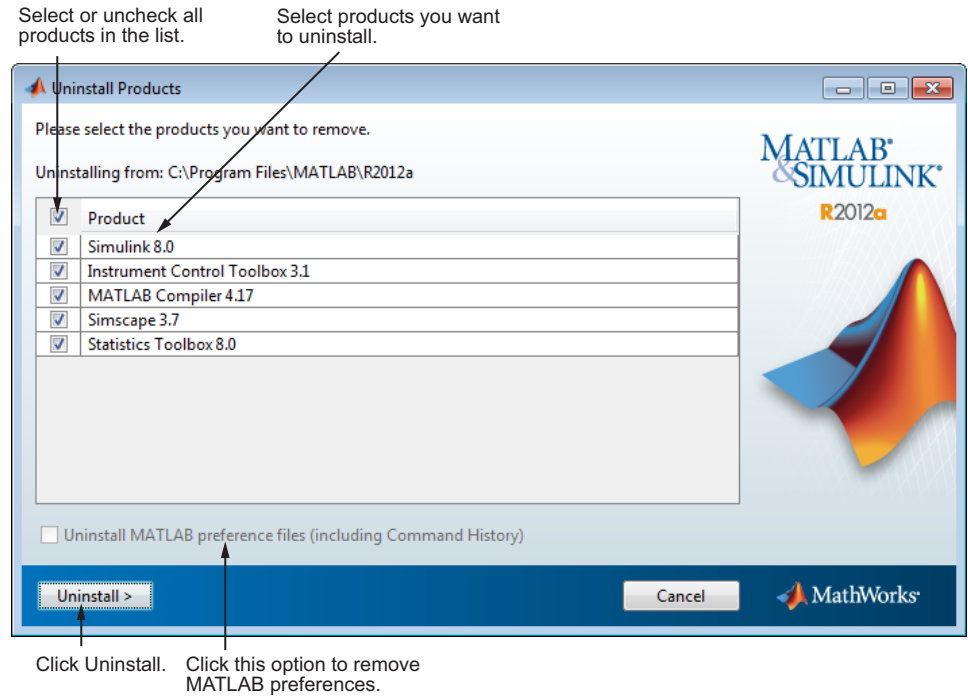 Select or uncheck all
products in the list.
Select products you want
to uninstall.
Uninstall Products
Please select the products you want to remove.
Uninstalling from: C:\Program Files\MATLAB\R2012a
MATLAB®
&SIMULINK®
R2012a
Product
Simulink 8.0
Instrument Control Toolbox 3.1
MATLAB Compiler 4.17
Simscape 3.7
Statistics Toolbox 8.0
Uninstall MATLAB preference files (including Command History)
Uninstall >
Cancel
MathWorks®
Click Uninstall.
Click this option to remove
MATLAB preferences.